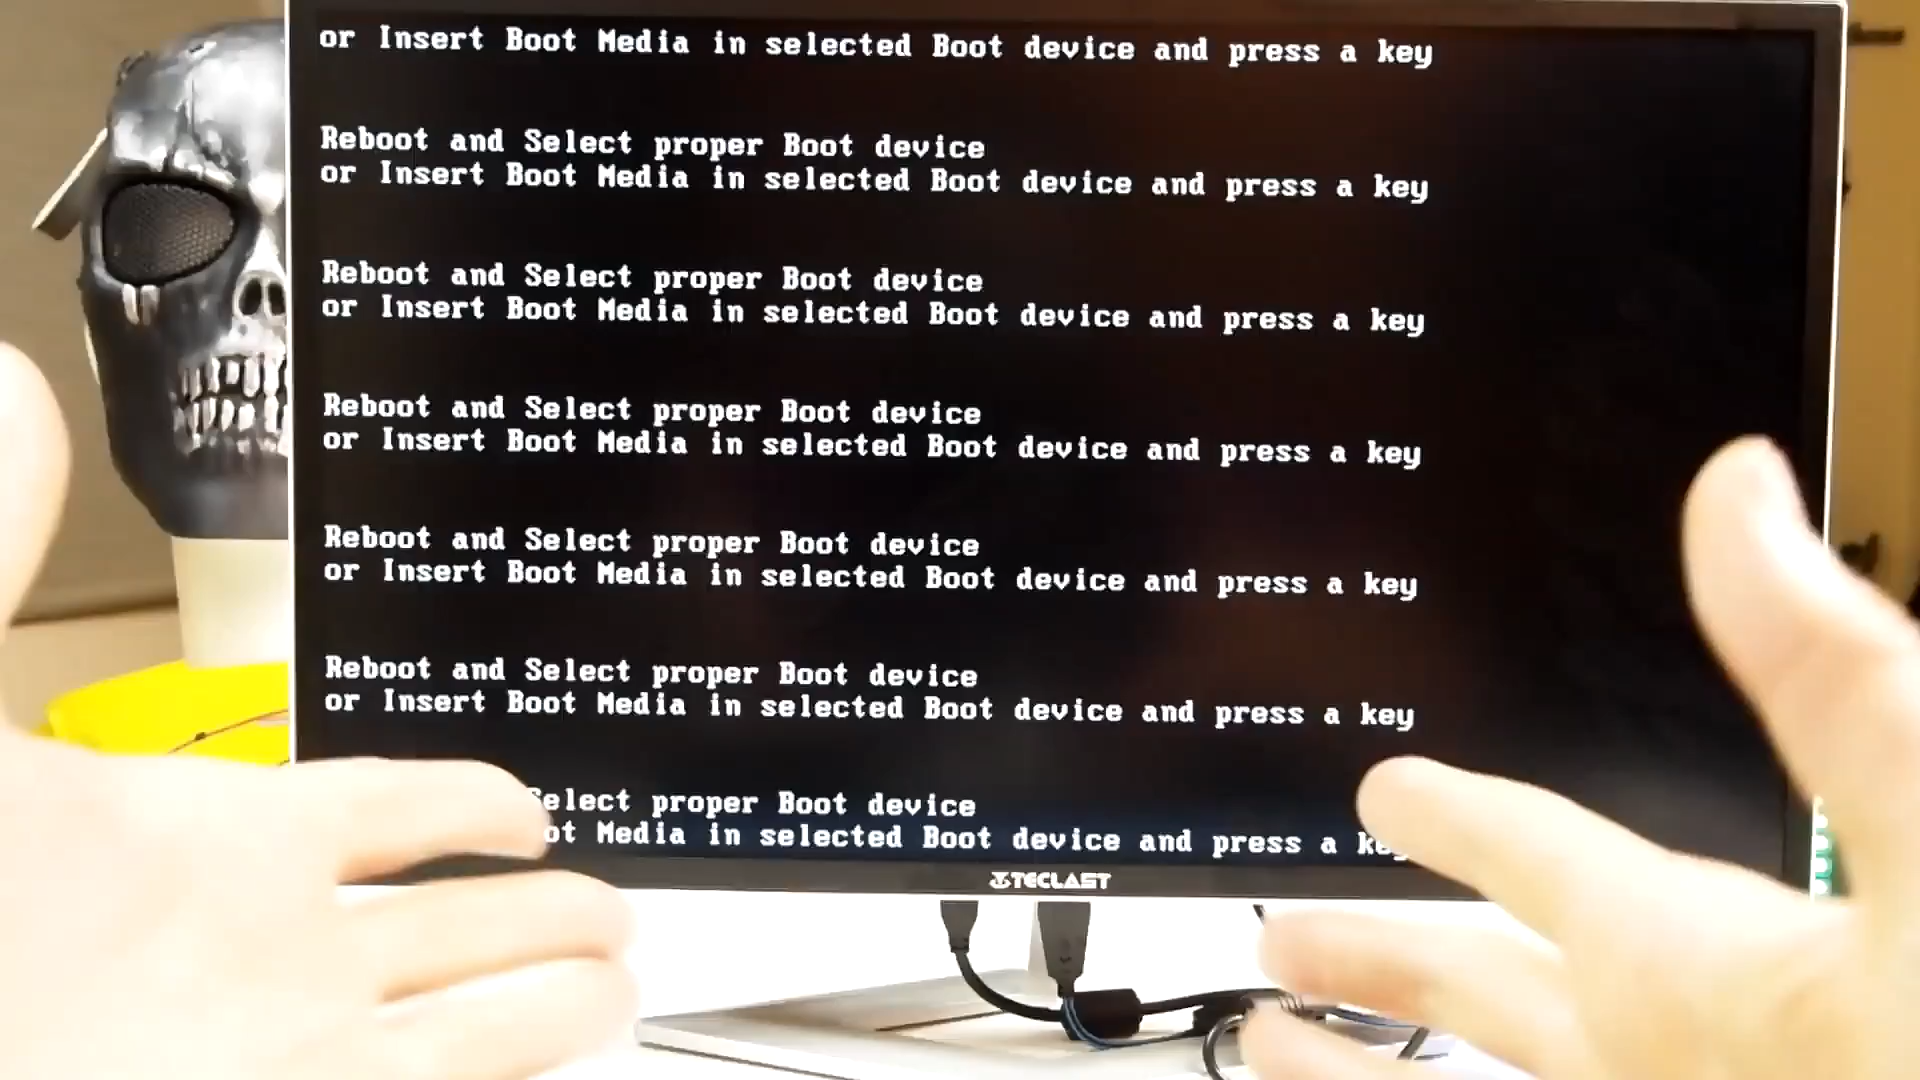 or Insert Boot Media in selected Boot device and press a key
Reboot and Select proper Boot device
or Insert Boot Media in selected Boot device and press a key
Reboot and Select proper Boot device
or Insert Boot Media in selected Boot device and press a key
Reboot and Select proper Boot device
or Insert Boot Media in selected Boot device and press a key
Reboot and Select proper Boot device
or Insert Boot Media in selected Boot device and press a key
Reboot and Select proper Boot device
or Insert Boot Media in selected Boot device and press a key
Select proper Boot device
ot Media in selected Boot device and press a key
TECLAST